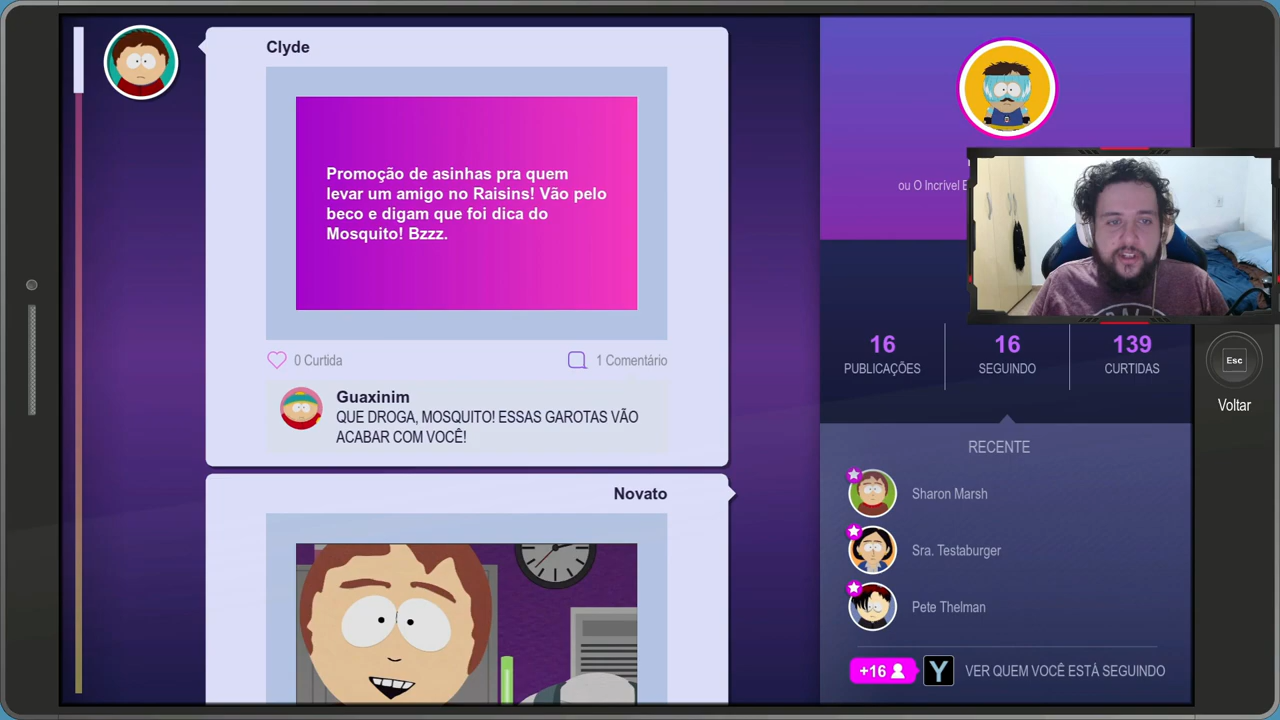 Clyde
Promoção de asinhas pra quem
levar um amigo no Raisins! Vão pelo
beco e digam que foi dica do
Mosquito! Bzzz.
0 Curtida
1 Comentário
Guaxinim
QUE DROGA, MOSQUITO! ESSAS GAROTAS VÃO
ACABAR COM VOCÊ!
Novato
ou O Incrível
16
PUBLICAÇÕES
16
SEGUINDO
139
CURTIDAS
RECENTE
Sharon Marsh
Sra. Testaburger
Pete Thelman
+16
Y
VER QUEM VOCÊ ESTÁ SEGUINDO
Esc
Voltar